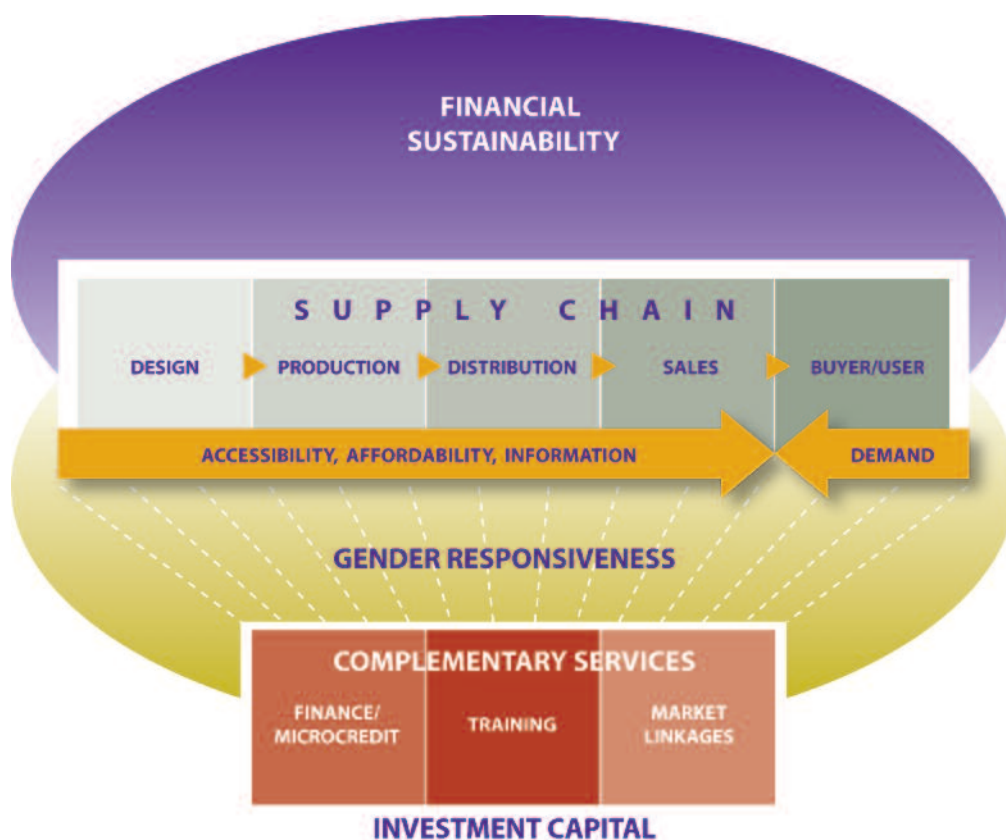 FINANCIAL
SUSTAINABILITY
SUPPLY CHAIN
DESIGN PRODUCTION DISTRIBUTION SALES BUYER/USER
ACCESSIBILITY, AFFORDABILITY, INFORMATION DEMAND
GENDER RESPONSIVENESS
COMPLEMENTARY SERVICES
FINANCE/
MICROCREDIT
TRAINING
MARKET
LINKAGES
INVESTMENT CAPITAL